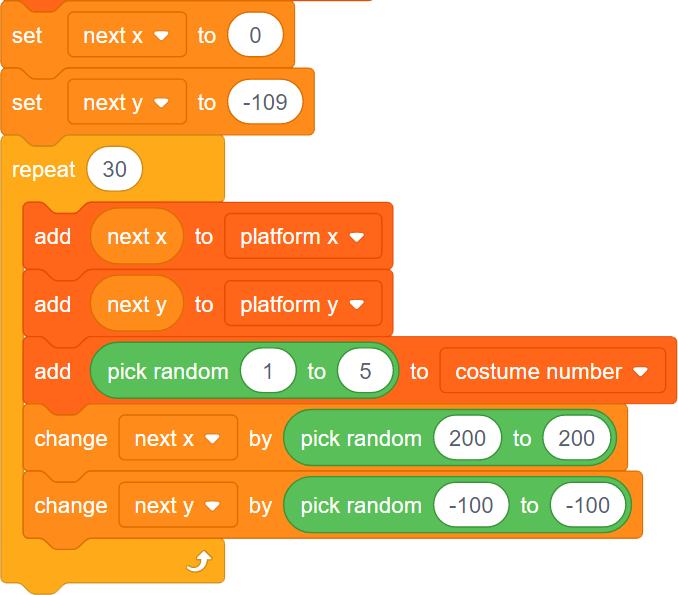 set next x to 0
set next y to -109
repeat 30
add next x to platform x
add next y to platform y
add pick random 1 to 5 to costume number
change next x by pick random 200 to 200
change next y by pick random -100 to -100